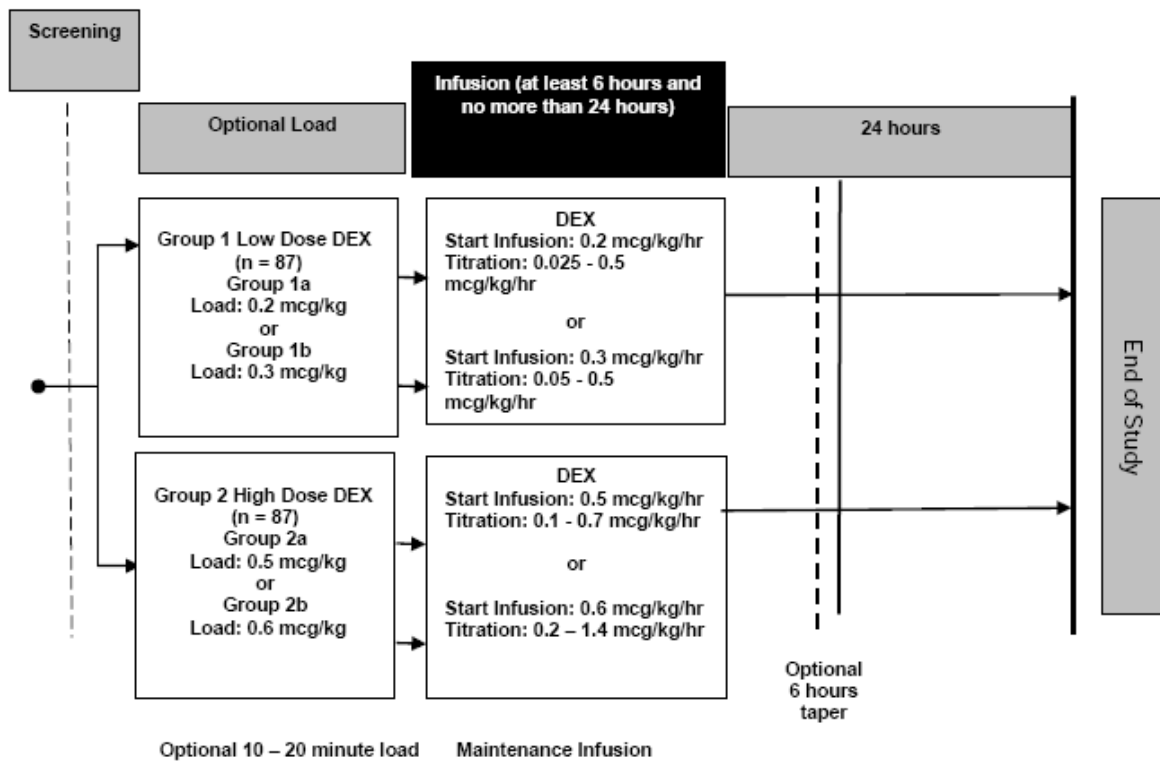 Screening
Optional Load
Infusion (at least 6 hours and
no more than 24 hours)
24 hours
Group 1 Low Dose DEX
(n = 87)
Group 1a
Load: 0.2 mcg/kg
or
Group 1b
Load: 0.3 mcg/kg
DEX
Start Infusion: 0.2 mcg/kg/hr
Titration: 0.025 - 0.5
mcg/kg/hr
or
Start Infusion: 0.3 mcg/kg/hr
Titration: 0.05 - 0.5
mcg/kg/hr
Group 2 High Dose DEX
(n = 87)
Group 2a
Load: 0.5 mcg/kg
or
Group 2b
Load: 0.6 mcg/kg
DEX
Start Infusion: 0.5 mcg/kg/hr
Titration: 0.1 - 0.7 mcg/kg/hr
or
Start Infusion: 0.6 mcg/kg/hr
Titration: 0.2 – 1.4 mcg/kg/hr
End of Study
Optional
6 hours
taper
Optional 10 – 20 minute load
Maintenance Infusion